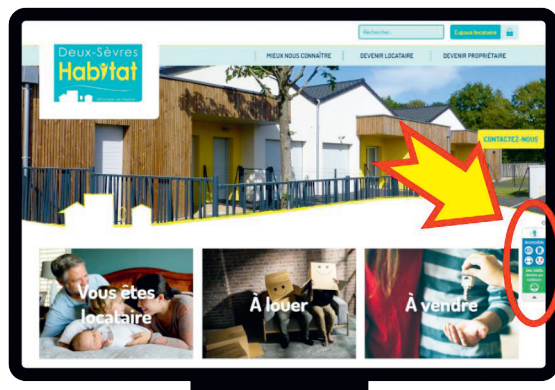 Rechercher...
Espace locataire
Deux-Sèvres
Habitat
MIEUX NOUS CONNAÎTRE
DEVENIR LOCATAIRE
DEVENIR PROPRIÉTAIRE
CONTACTEZ-NOUS
Vous êtes
locataire
À louer
À vendre